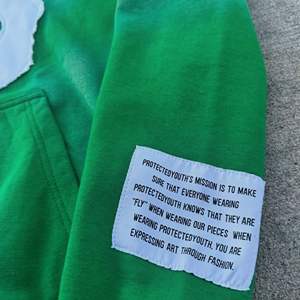 PROTECTEDYOUTH'S MISSION IS TO MAKE
SURE THAT EVERYONE WEARING
PROTECTEDYOUTH KNOWS THAT THEY ARE
"FLY" WHEN WEARING OUR PIECES WHEN
WEARING PROTECTEDYOUTH, YOU ARE
EXPRESSING ART THROUGH FASHION.